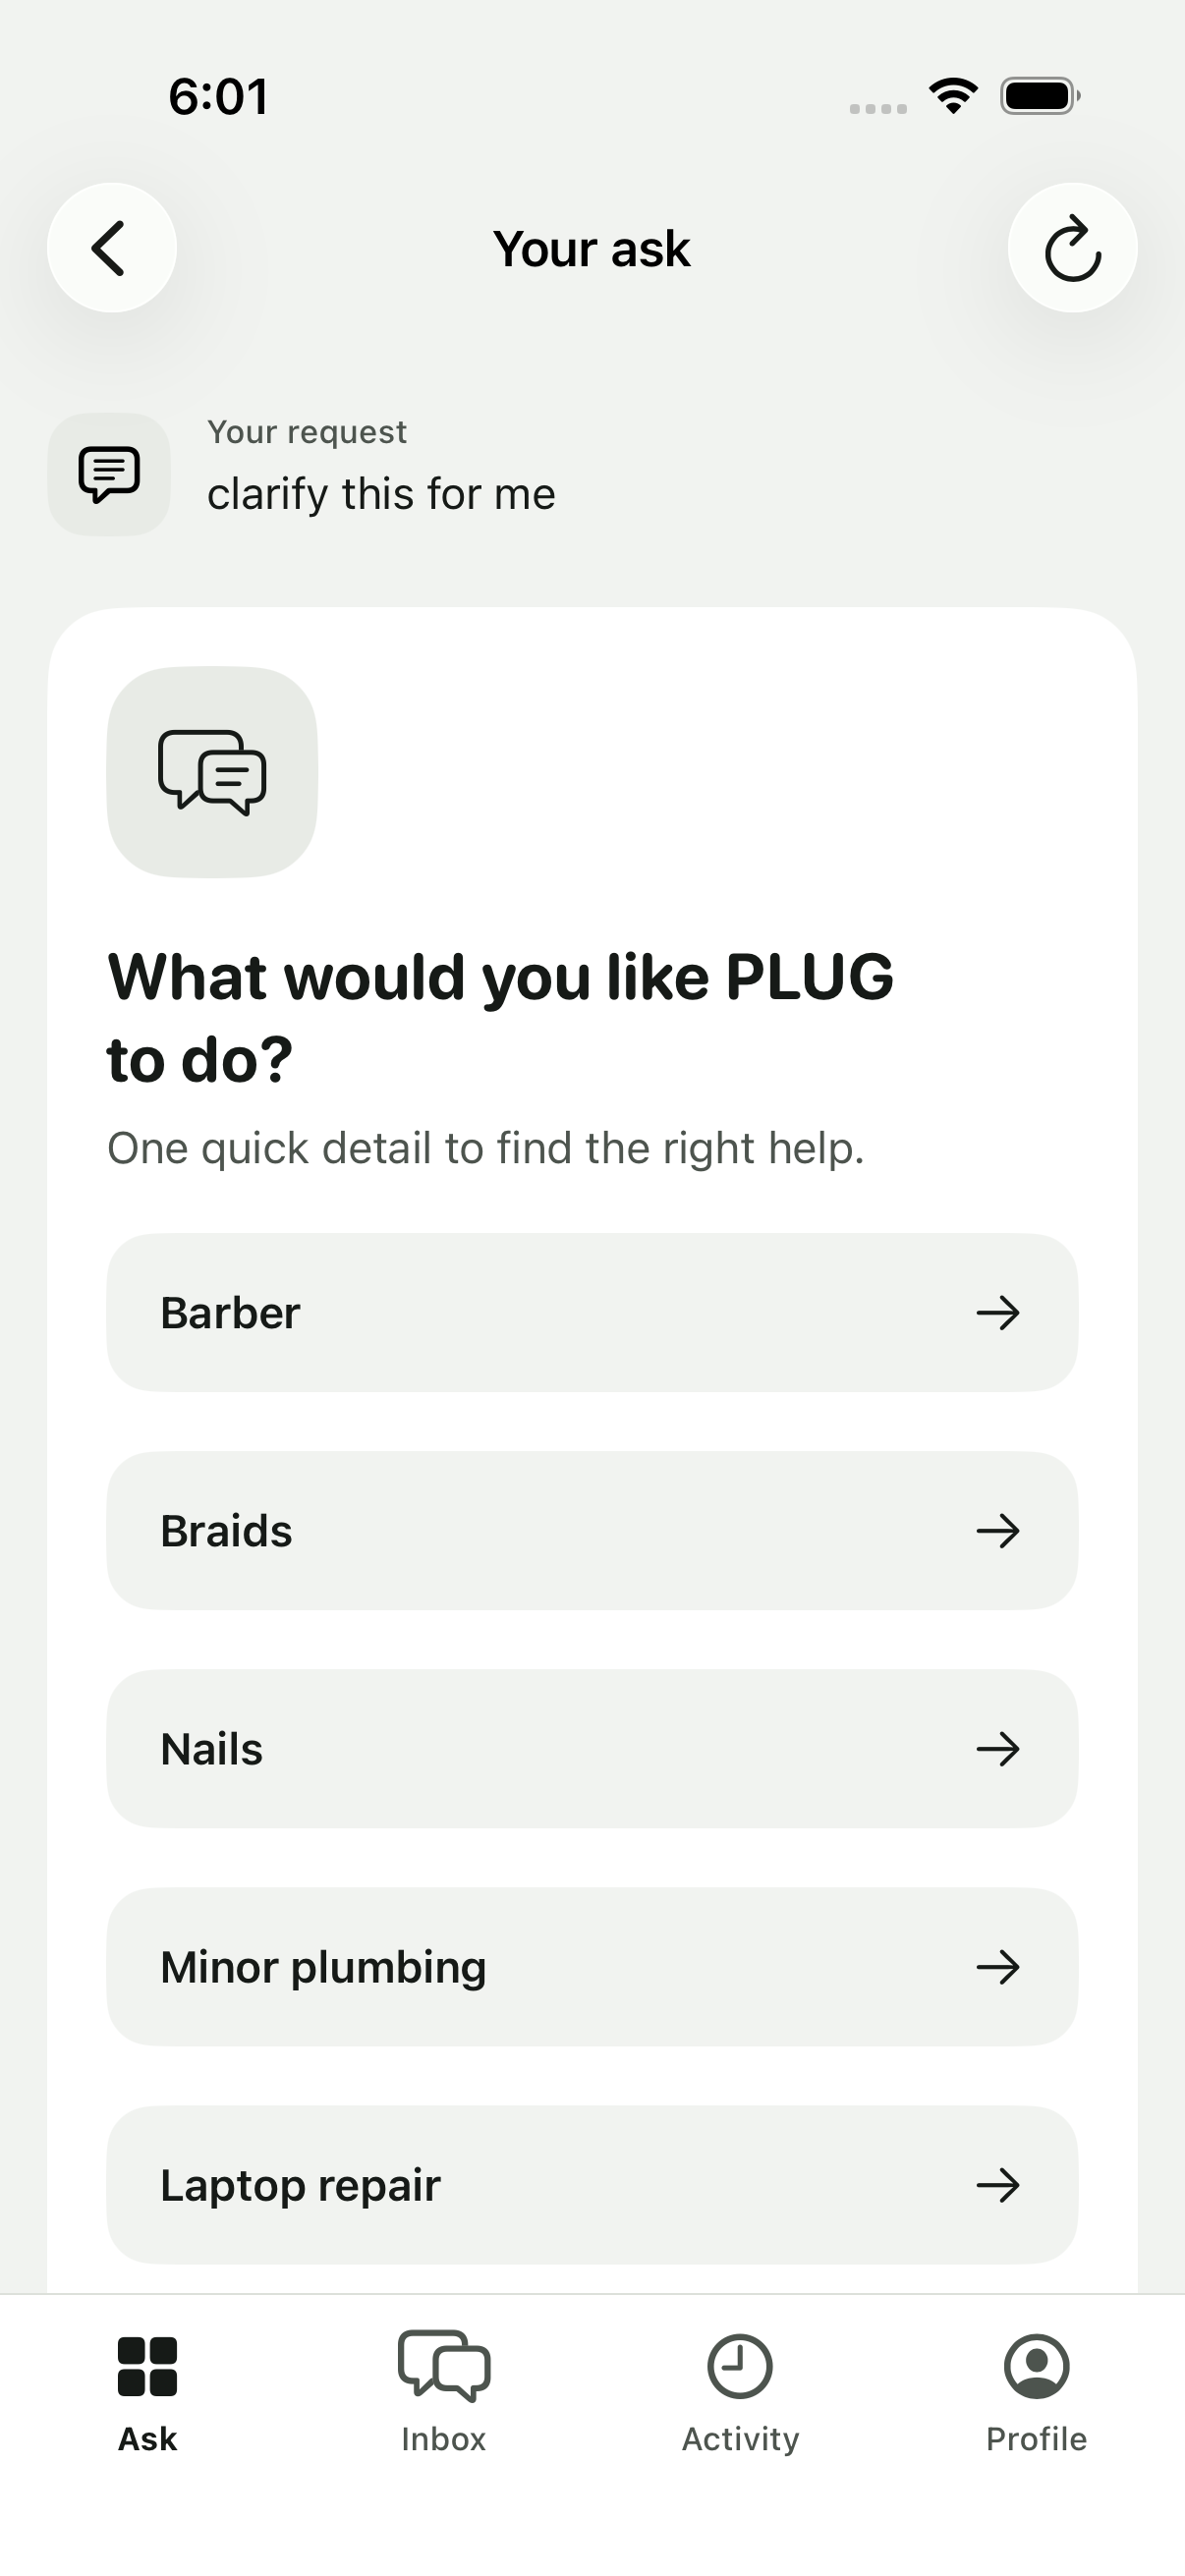 6:01
Your ask
Your request
clarify this for me
What would you like PLUG
to do?
One quick detail to find the right help.
Barber
Braids
Nails
Minor plumbing
Laptop repair
Ask
Inbox
Activity
Profile